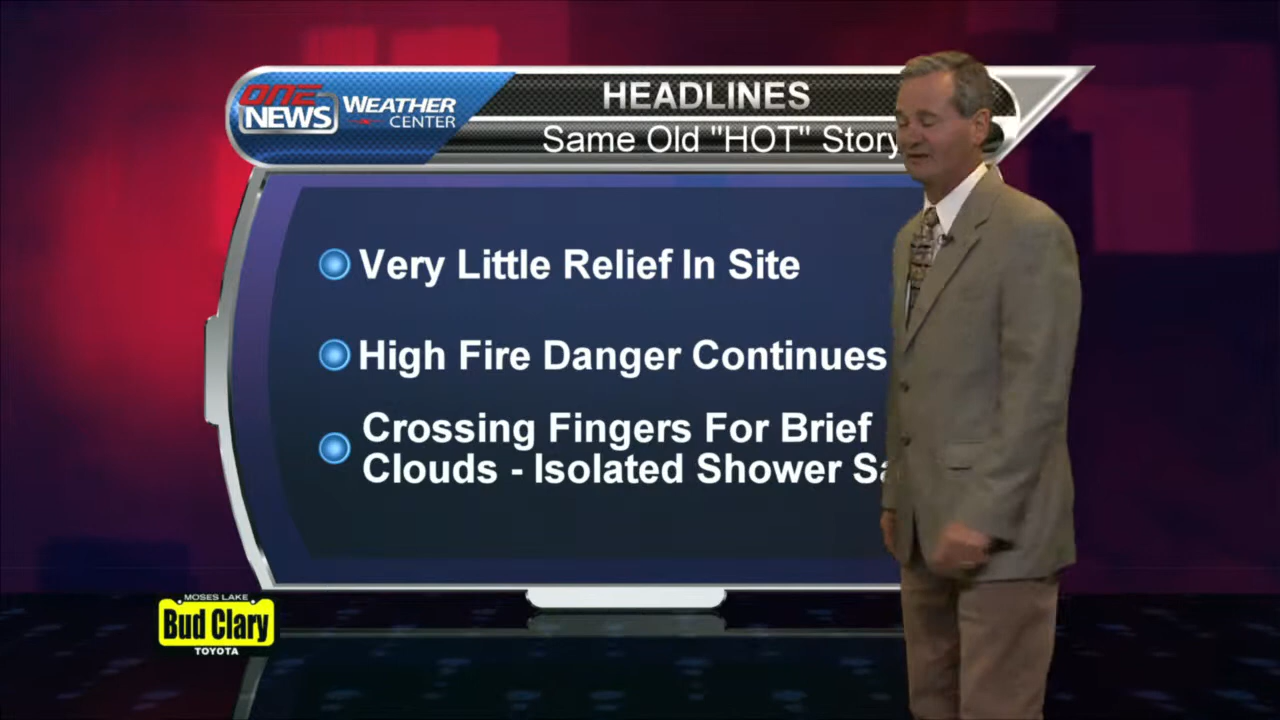 ONE
NEWS
WEATHER
CENTER
HEADLINES
Same Old "HOT" Story
Very Little Relief In Site
High Fire Danger Continues
Crossing Fingers For Brief
Clouds - Isolated Shower
MOSES LAKE
Bud Clary
TOYOTA